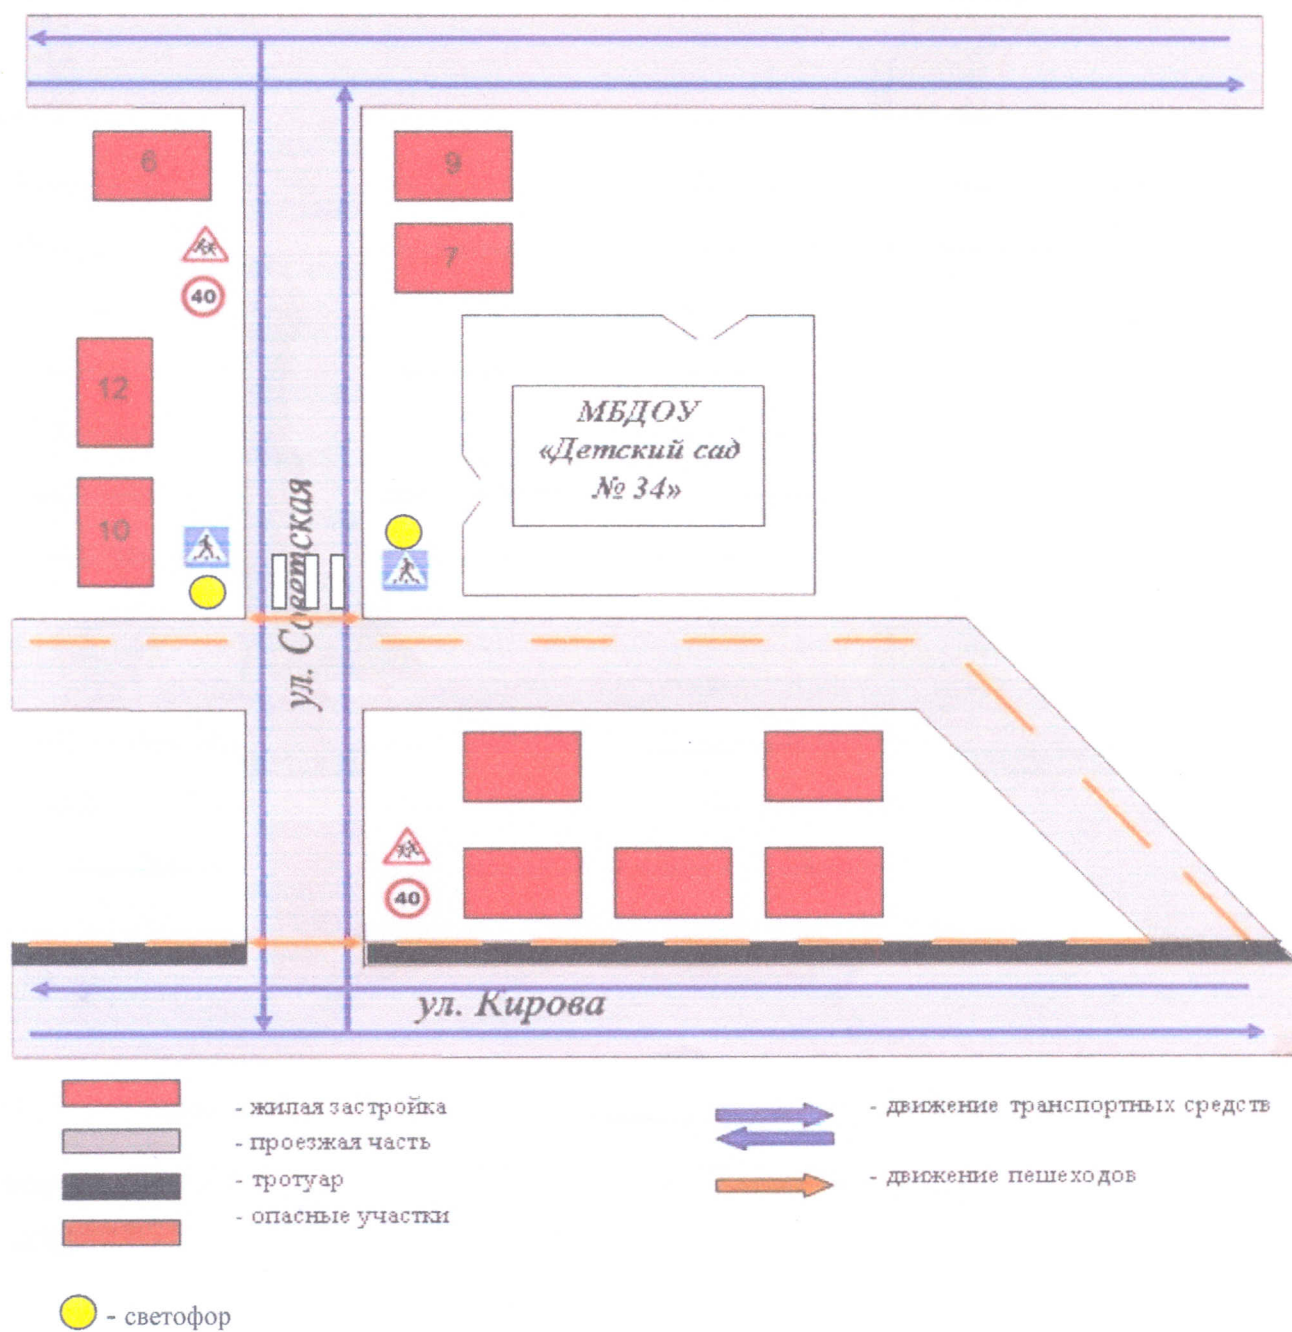 6
9
7
40
12
МБДОУ
«Детский сад
№ 34»
10
ул. Советская
40
ул. Кирова
- жилая застройка
- проезжая часть
- тротуар
- опасные участки
- движение транспортных средств
- движение пешеходов
- светофор